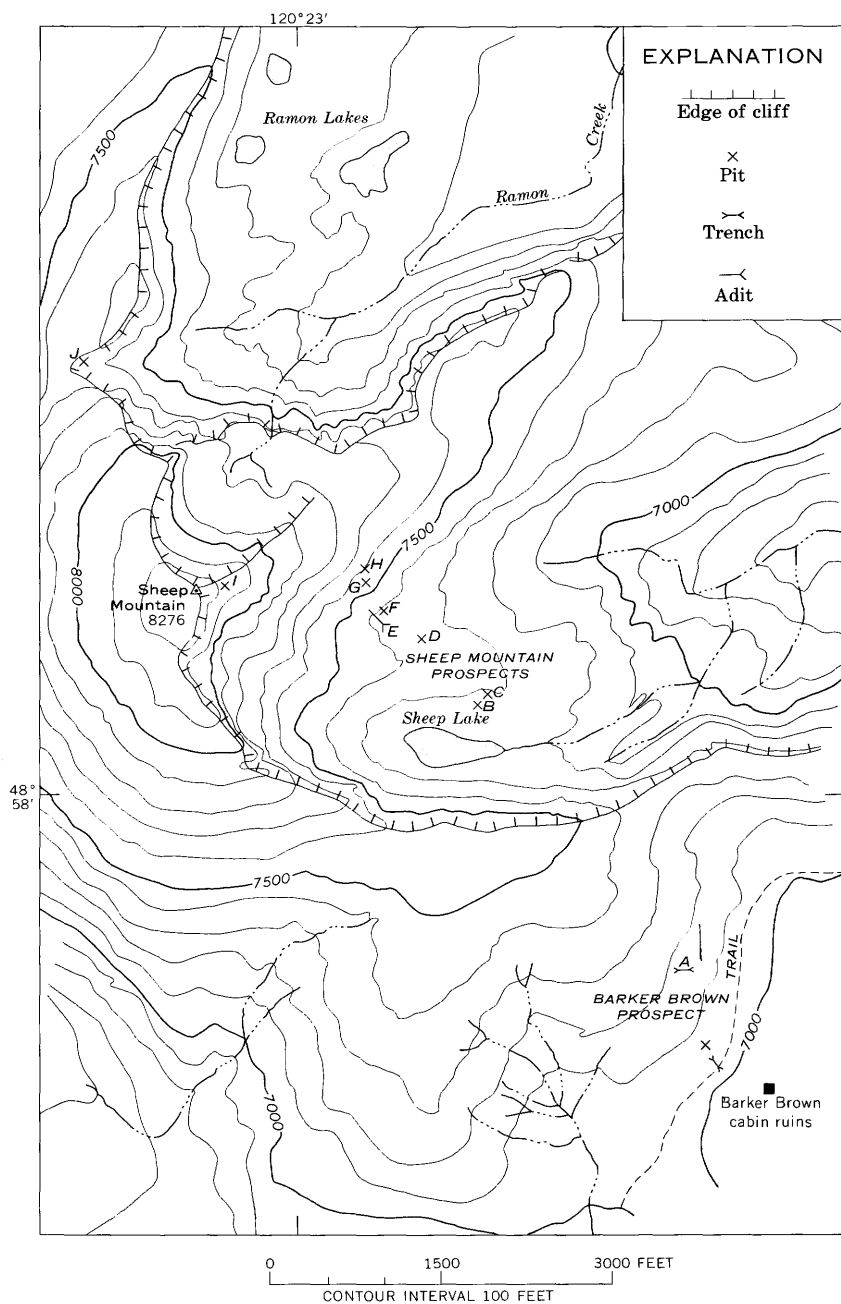 120°23′
EXPLANATION
Edge of cliff
Pit
Trench
Adit
Ramon Lakes
Creek
Ramon
7500
J
7000
7500
H
G
F
E
D
I
Sheep
Mountain
8276
8000
SHEEP MOUNTAIN
PROSPECTS
C
B
Sheep Lake
48°
58′
7500
A
TRAIL
BARKER BROWN
PROSPECT
7000
7000
Barker Brown
cabin ruins
0 1500 3000 FEET
CONTOUR INTERVAL 100 FEET